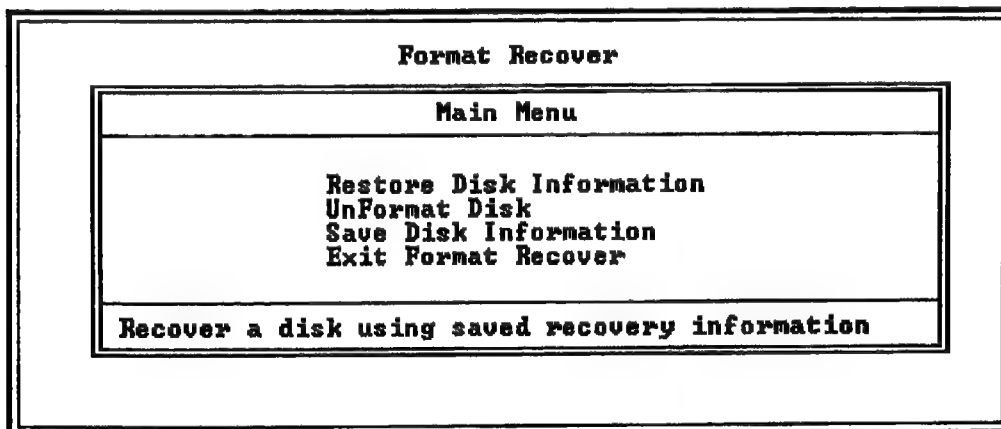 Format Recover
Main Menu
Restore Disk Information
UnFormat Disk
Save Disk Information
Exit Format Recover
Recover a disk using saved recovery information